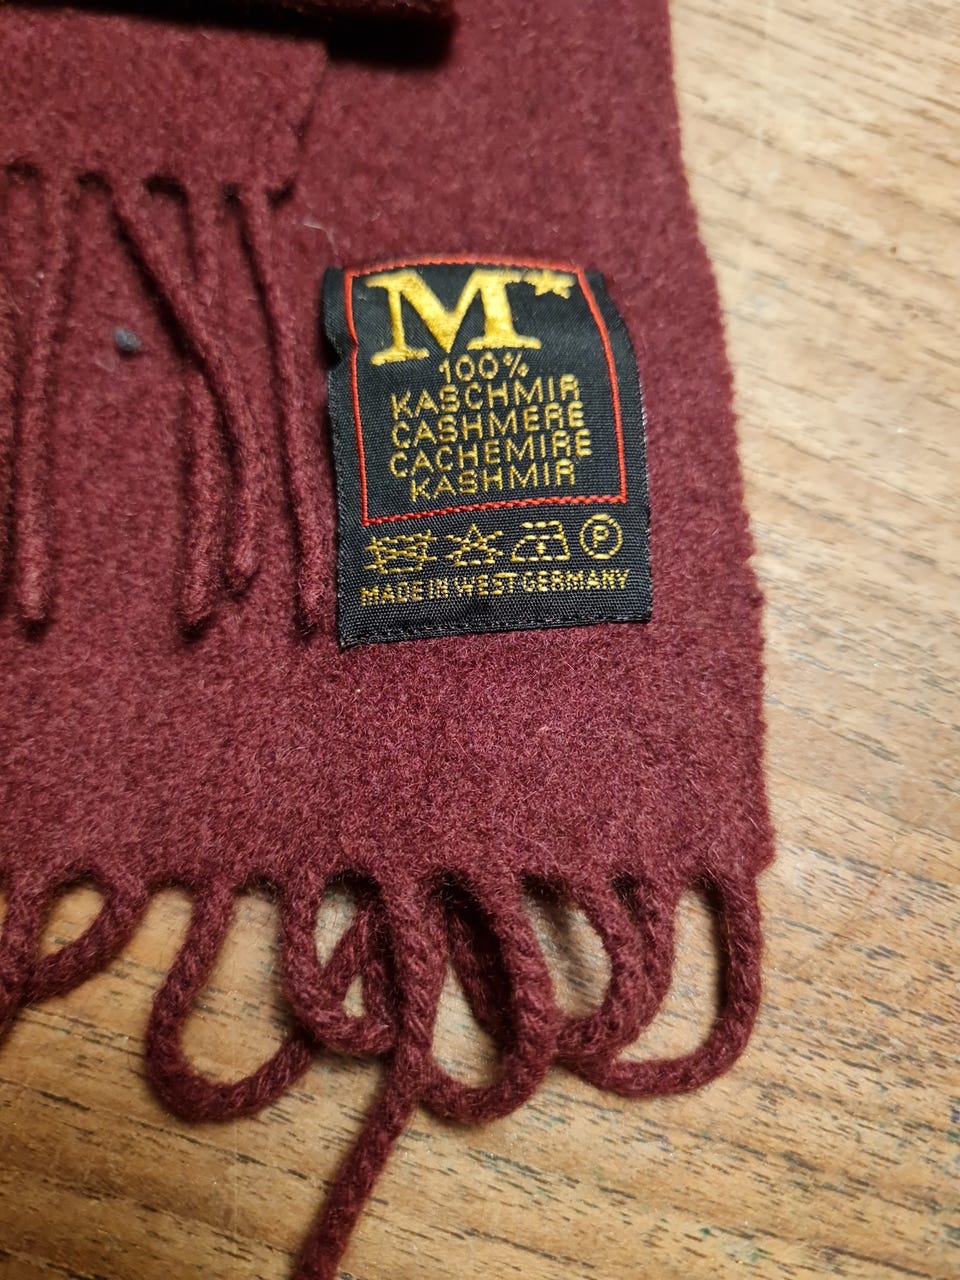 M
100%
KASCHMIR
CASHMERE
CACHEMIRE
KASHMIR
P
MADE IN WEST GERMANY